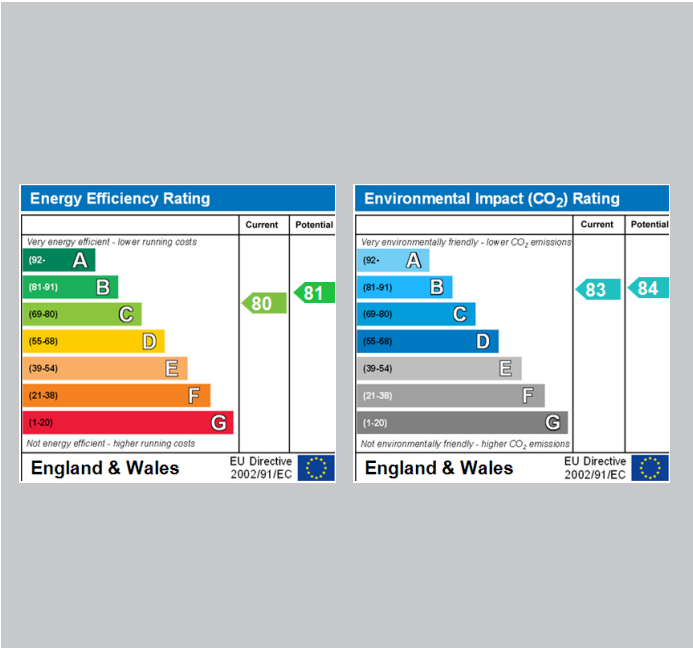 Energy Efficiency Rating
Current Potential
Very energy efficient - lower running costs
(92- A
(81-91) B
(69-80) C
(55-68) D
(39-54) E
(21-38) F
(1-20) G
80
81
Not energy efficient - higher running costs
England & Wales
EU Directive
2002/91/EC
Environmental Impact (CO₂) Rating
Current Potential
Very environmentally friendly - lower CO₂ emissions
(92- A
(81-91) B
(69-80) C
(55-68) D
(39-54) E
(21-38) F
(1-20) G
83
84
Not environmentally friendly - higher CO₂ emissions
England & Wales
EU Directive
2002/91/EC